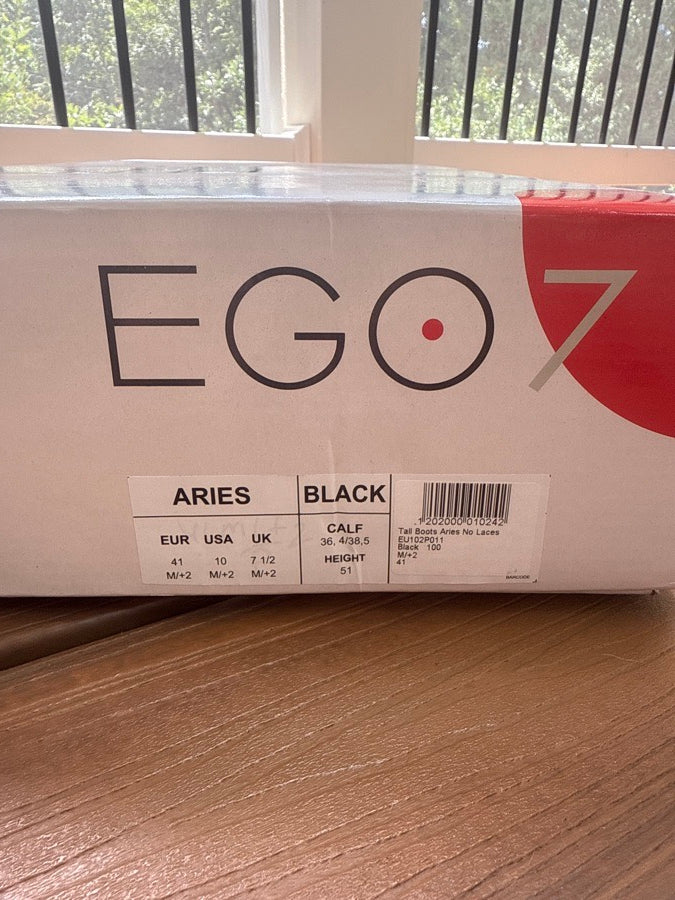 EGO7
ARIES
EUR USA UK
41 10 7 1/2
M/+2 M/+2 M/+2
BLACK
CALF
36, 4/38,5
HEIGHT
51
1202000010242
Tall Boots Aries No Laces
EU102P011
Black 100
M/+2
41
BARCODE